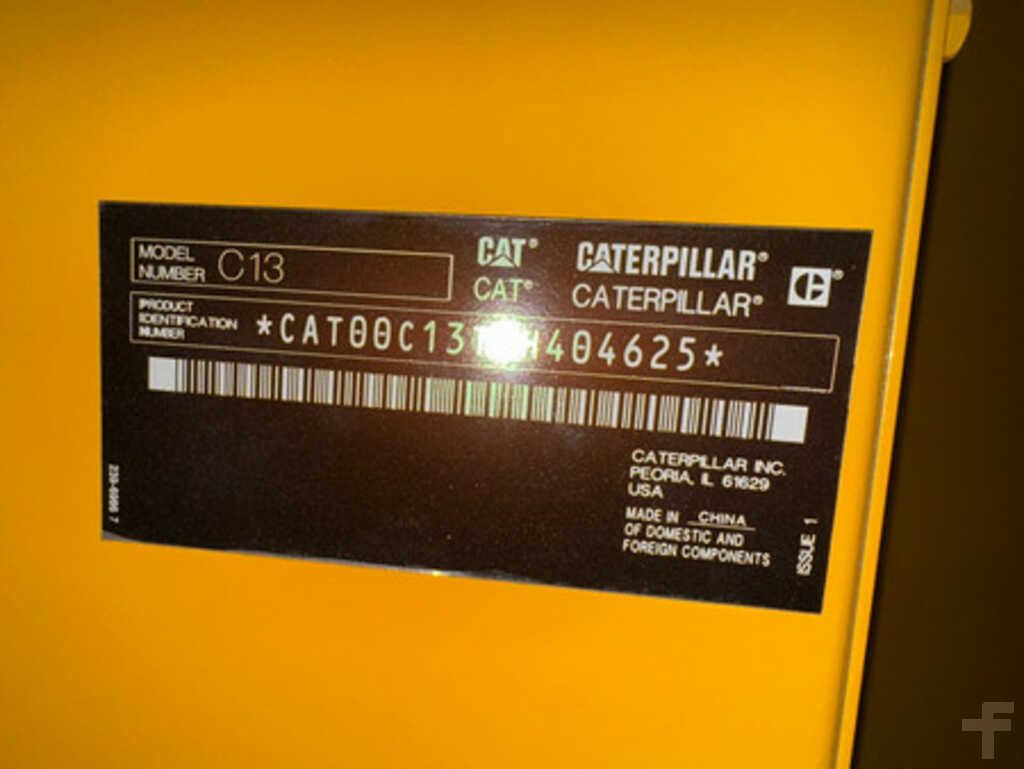 MODEL
NUMBER C13
CAT® CATERPILLAR®
CAT® CATERPILLAR®
PRODUCT
IDENTIFICATION
NUMBER
CATERPILLAR INC.
PEORIA, IL 61629
USA
MADE IN CHINA
OF DOMESTIC AND
FOREIGN COMPONENTS
ISSUE 1